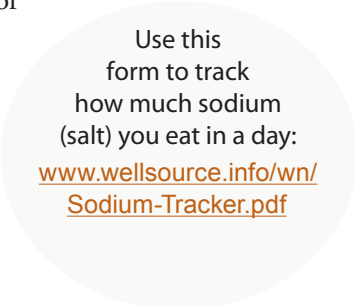 Use this
form to track
how much sodium
(salt) you eat in a day:
www.wellsource.info/wn/
Sodium-Tracker.pdf